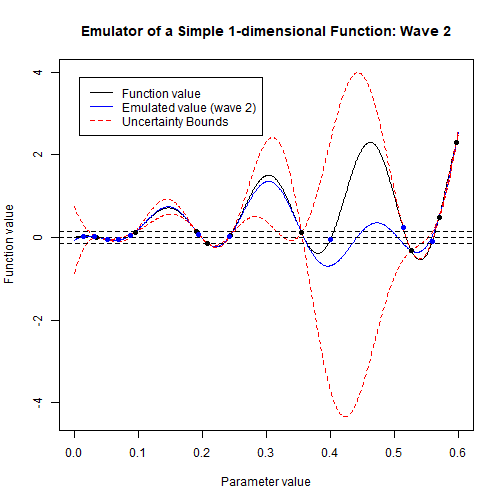 Emulator of a Simple 1-dimensional Function: Wave 2
Function value
Emulated value (wave 2)
Uncertainty Bounds
Function value
4
2
0
-2
-4
0.0 0.1 0.2 0.3 0.4 0.5 0.6
Parameter value